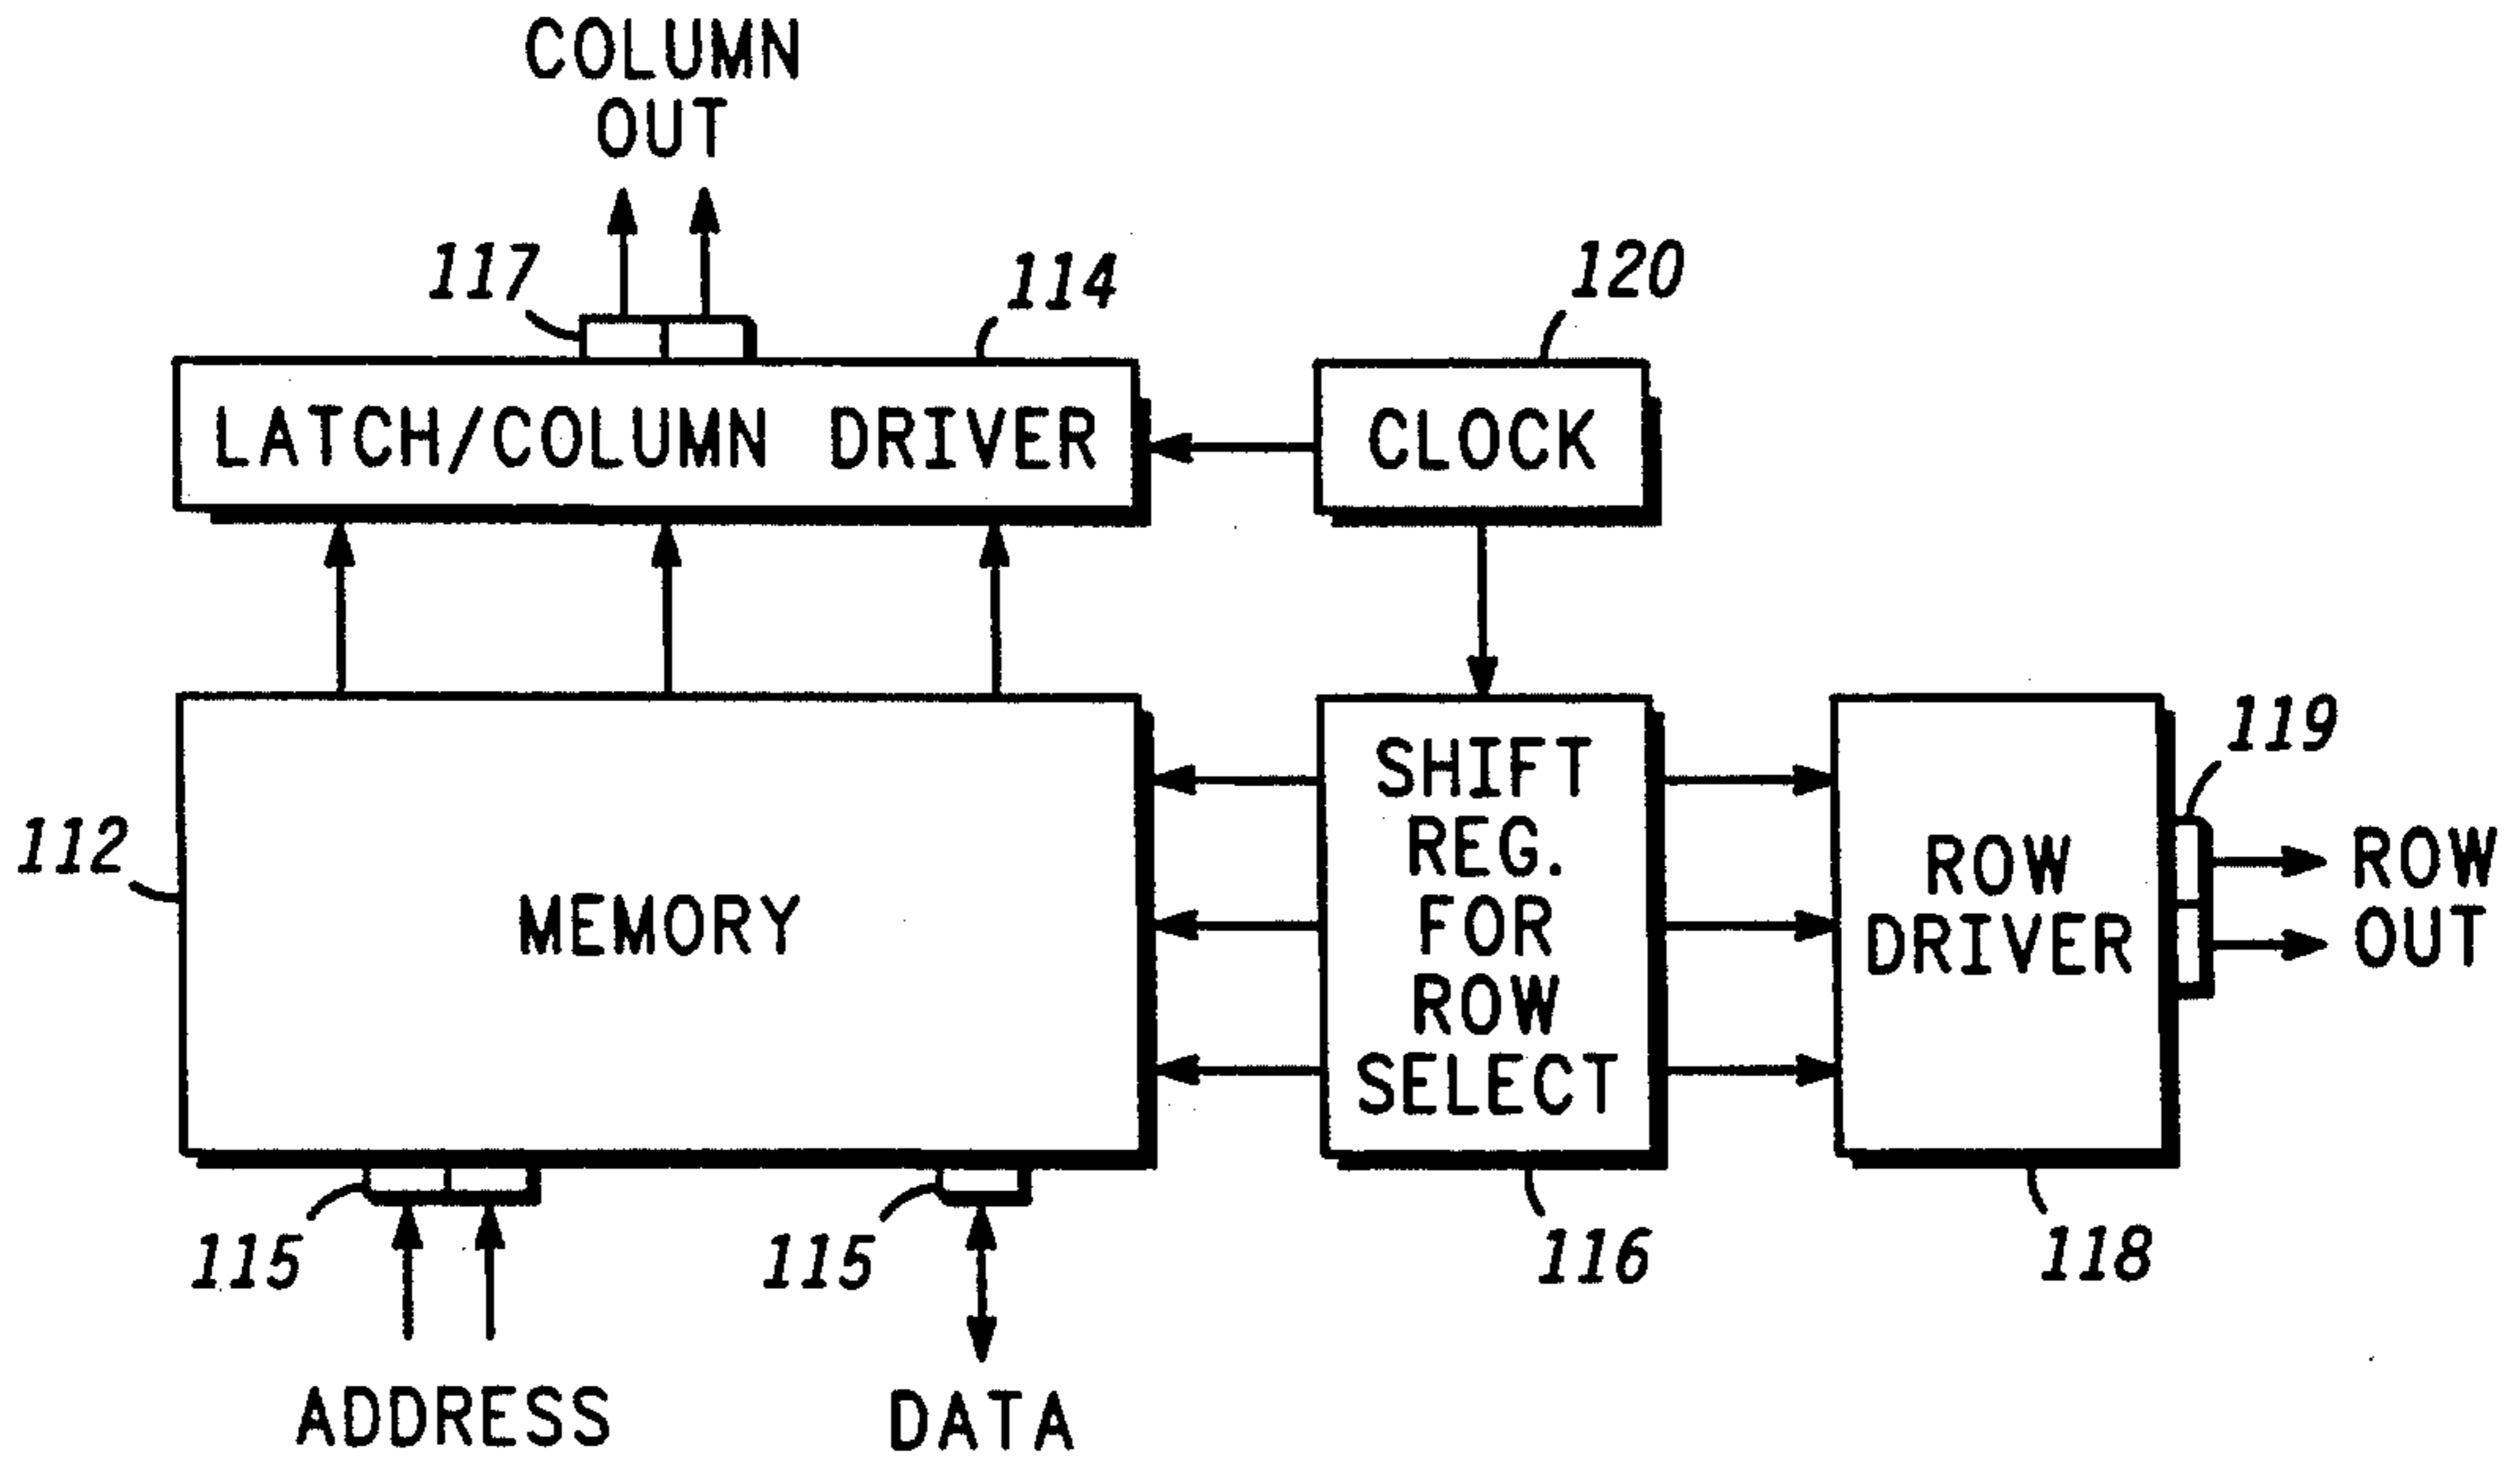 COLUMN
OUT
117
114
120
LATCH/COLUMN DRIVER
CLOCK
112
MEMORY
SHIFT
REG.
FOR
ROW
SELECT
ROW
DRIVER
119
ROW
OUT
115
115
116
118
ADDRESS
DATA